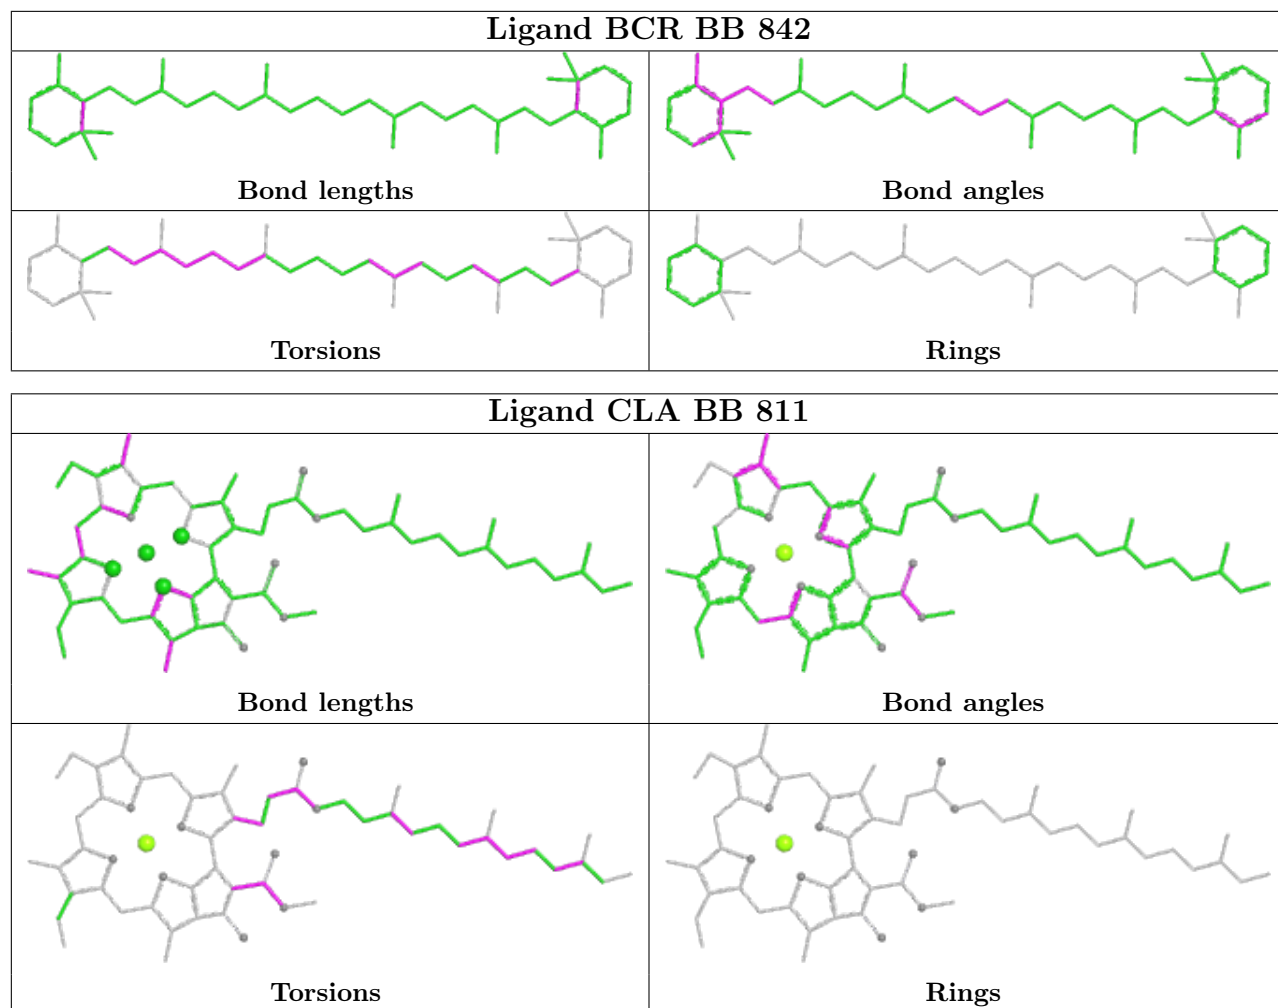 Ligand BCR BB 842
Bond lengths
Bond angles
Torsions
Rings
Ligand CLA BB 811
Bond lengths
Bond angles
Torsions
Rings